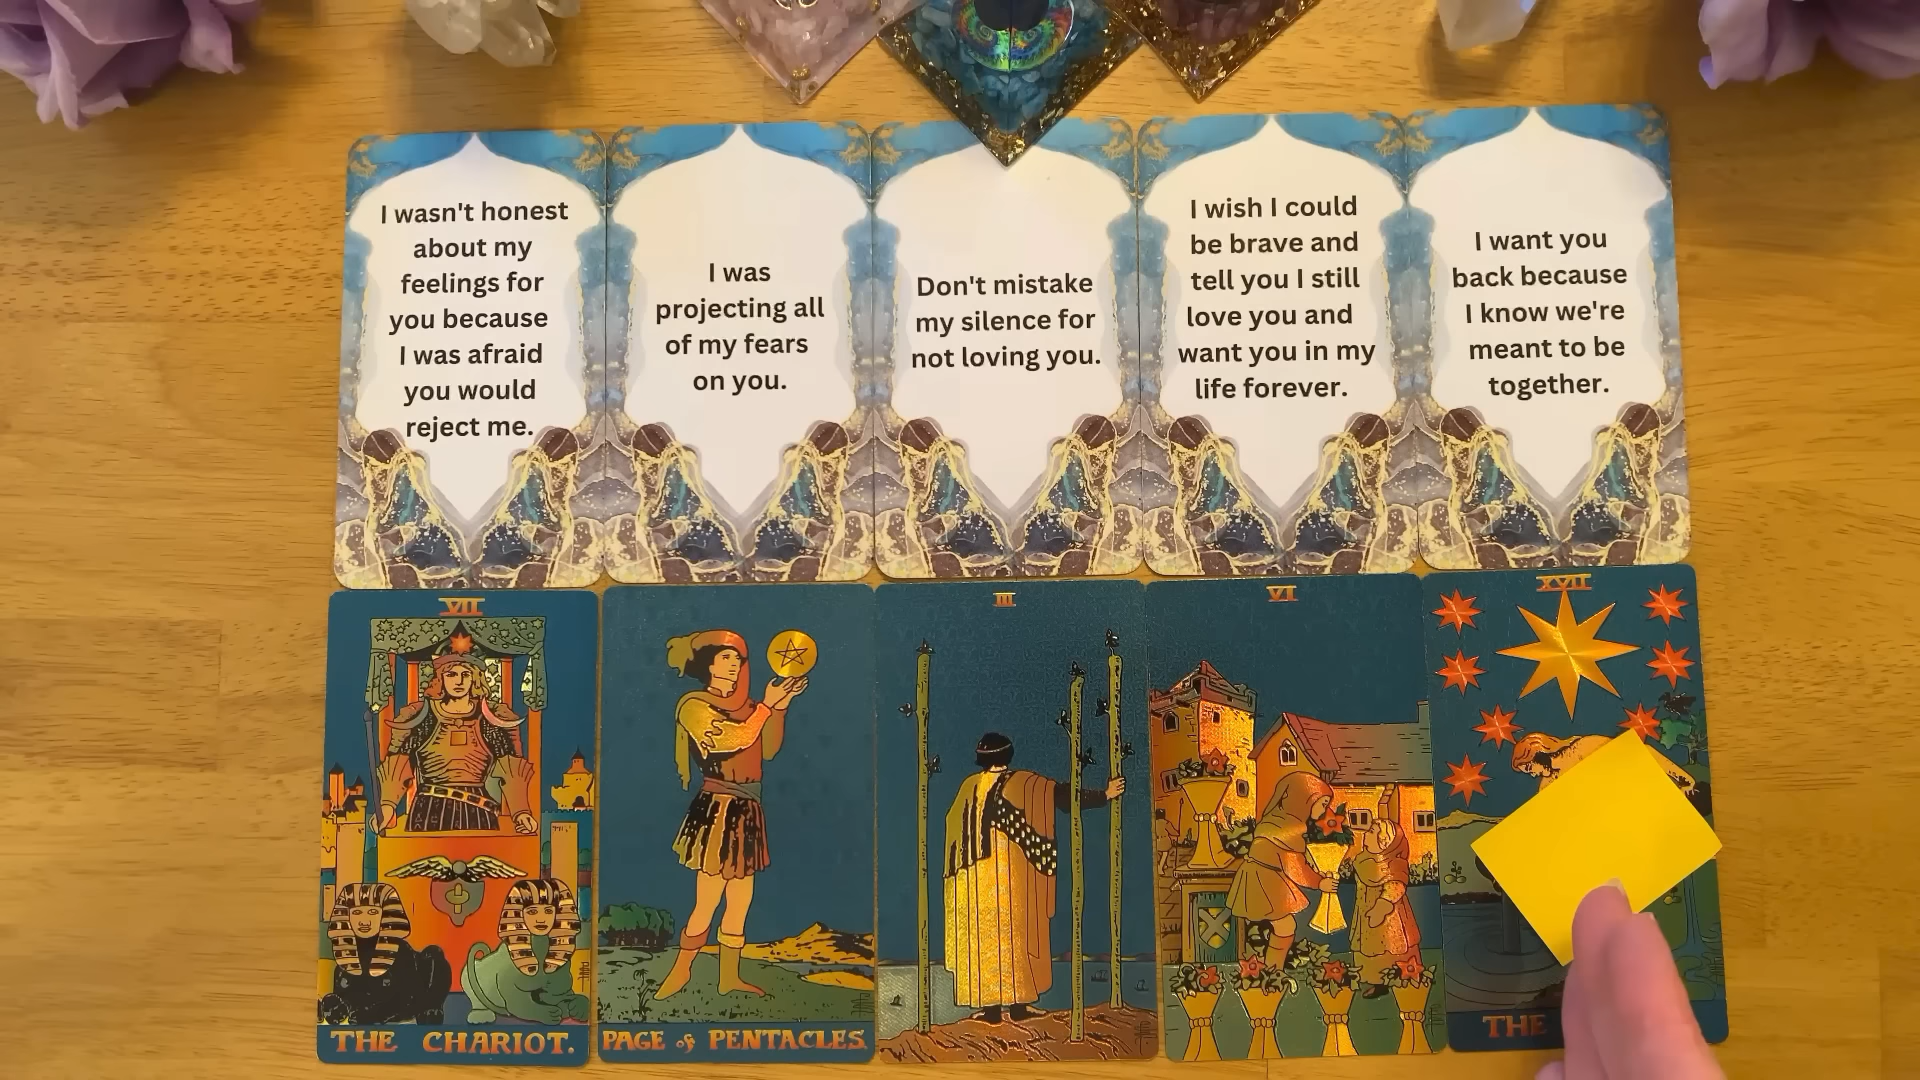 I wasn't honest
about my
feelings for
you because
I was afraid
you would
reject me.
I was
projecting all
of my fears
on you.
Don't mistake
my silence for
not loving you.
I wish I could
be brave and
tell you I still
love you and
want you in my
life forever.
I want you
back because
I know we're
meant to be
together.
VII
THE CHARIOT.
PAGE of PENTACLES.
III
VI
XVII
THE